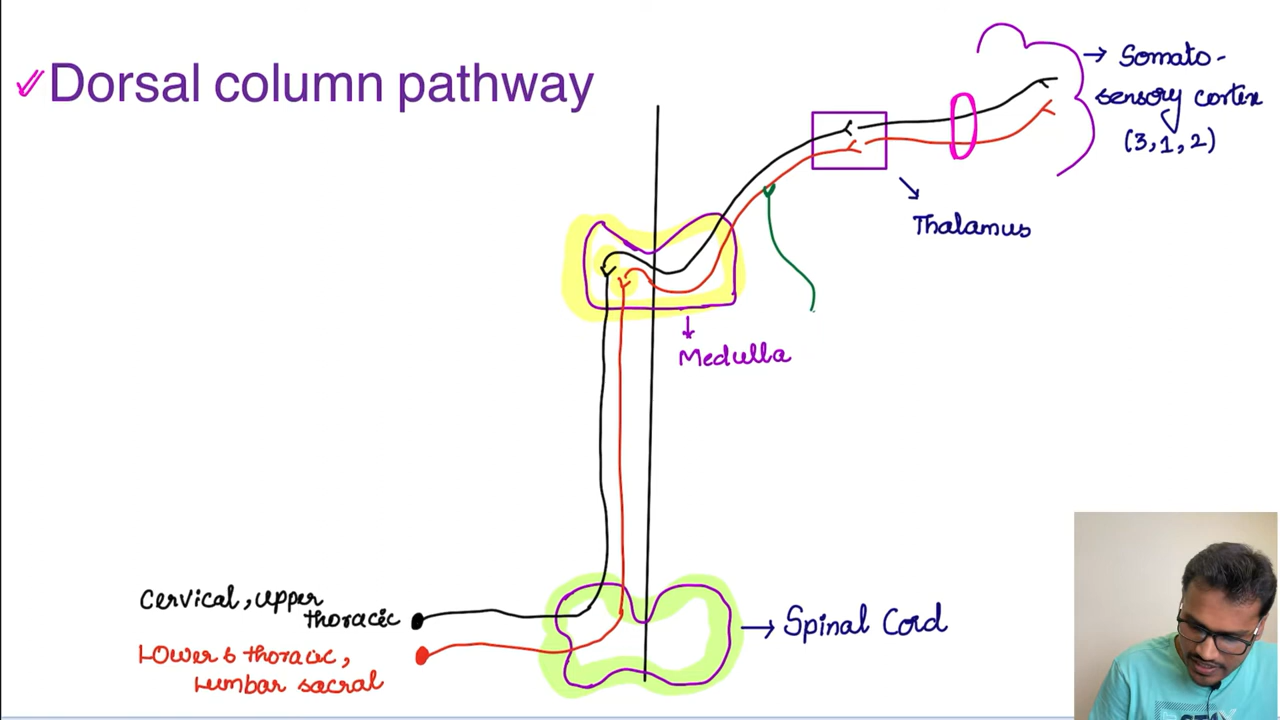 Dorsal column pathway
Somato-
sensory cortex
(3,1,2)
Thalamus
Medulla
Cervical, upper
thoracic
Lower 6 thoracic,
Lumbar sacral
Spinal Cord